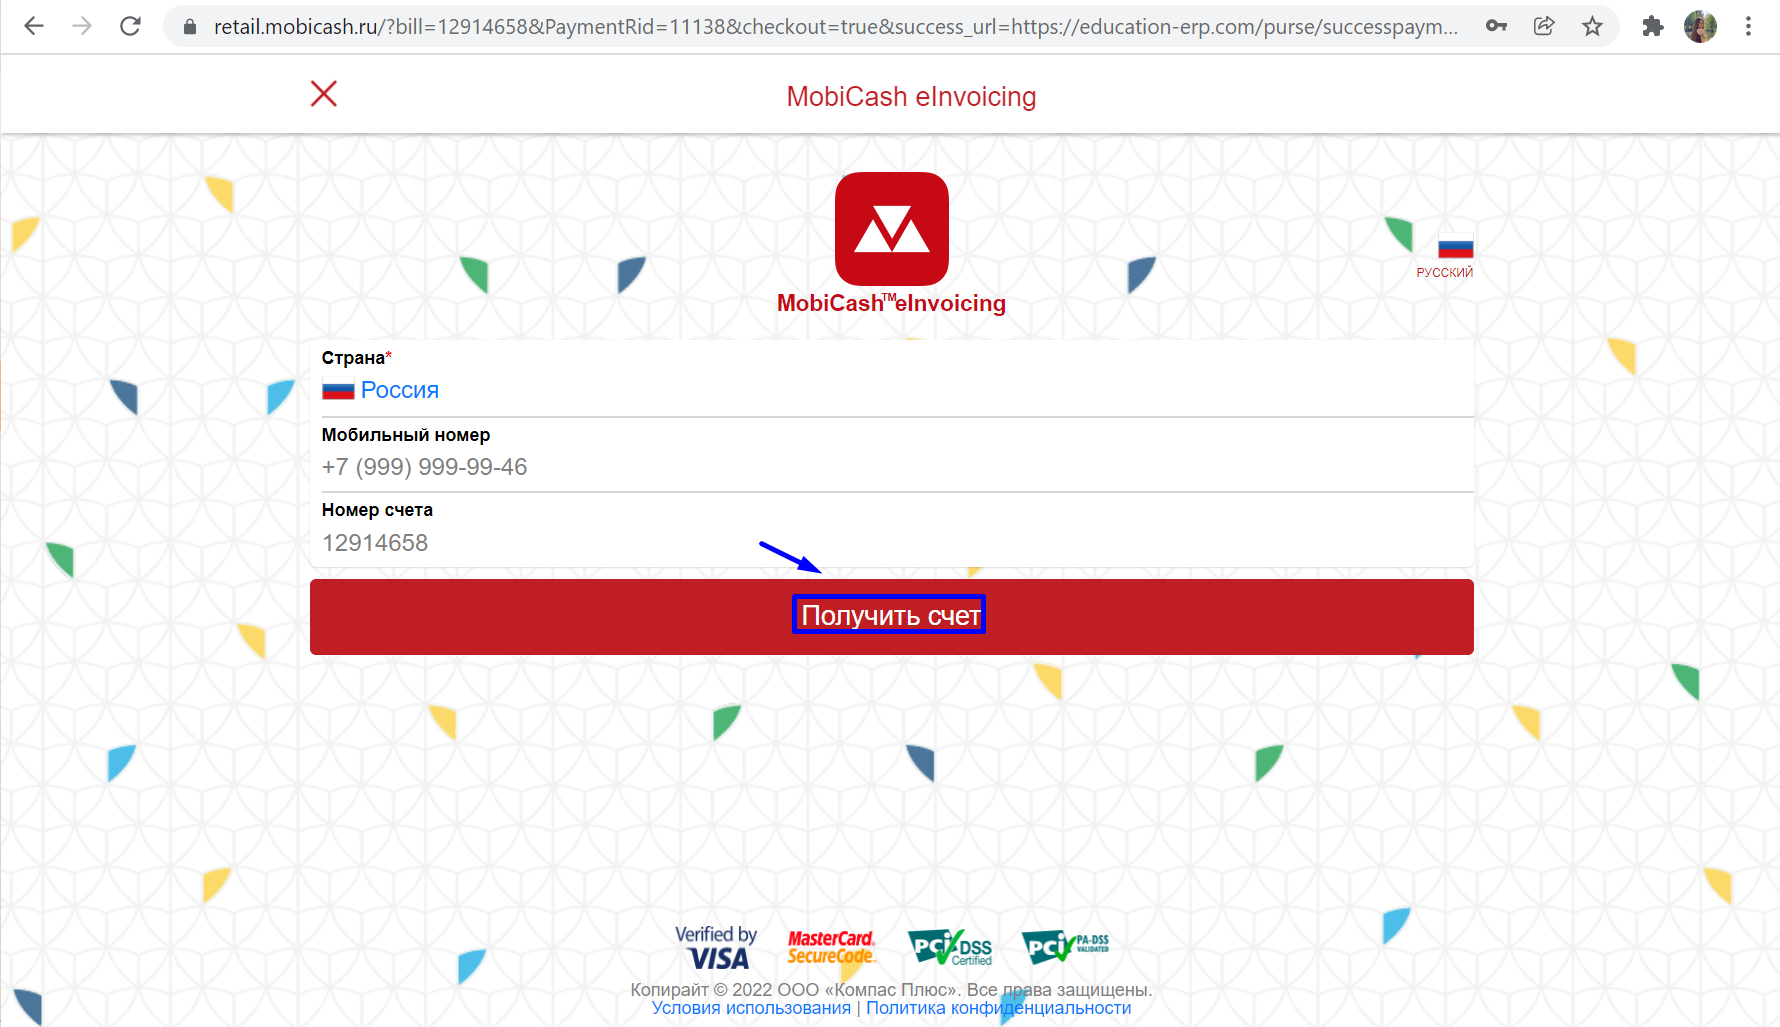 retail.mobicash.ru/?bill=12914658&PaymentRid=11138&checkout=true&success_url=https://education-erp.com/purse/successpaym...
MobiCash eInvoicing
РУССКИЙ
MobiCash™eInvoicing
Страна*
Россия
Мобильный номер
+7 (999) 999-99-46
Номер счета
12914658
Получить счет
Verified by VISA
MasterCard. SecureCode.
PCI DSS Certified
PCI PA-DSS VALIDATED
Копирайт © 2022 ООО «Компас Плюс». Все права защищены.
Условия использования | Политика конфиденциальности